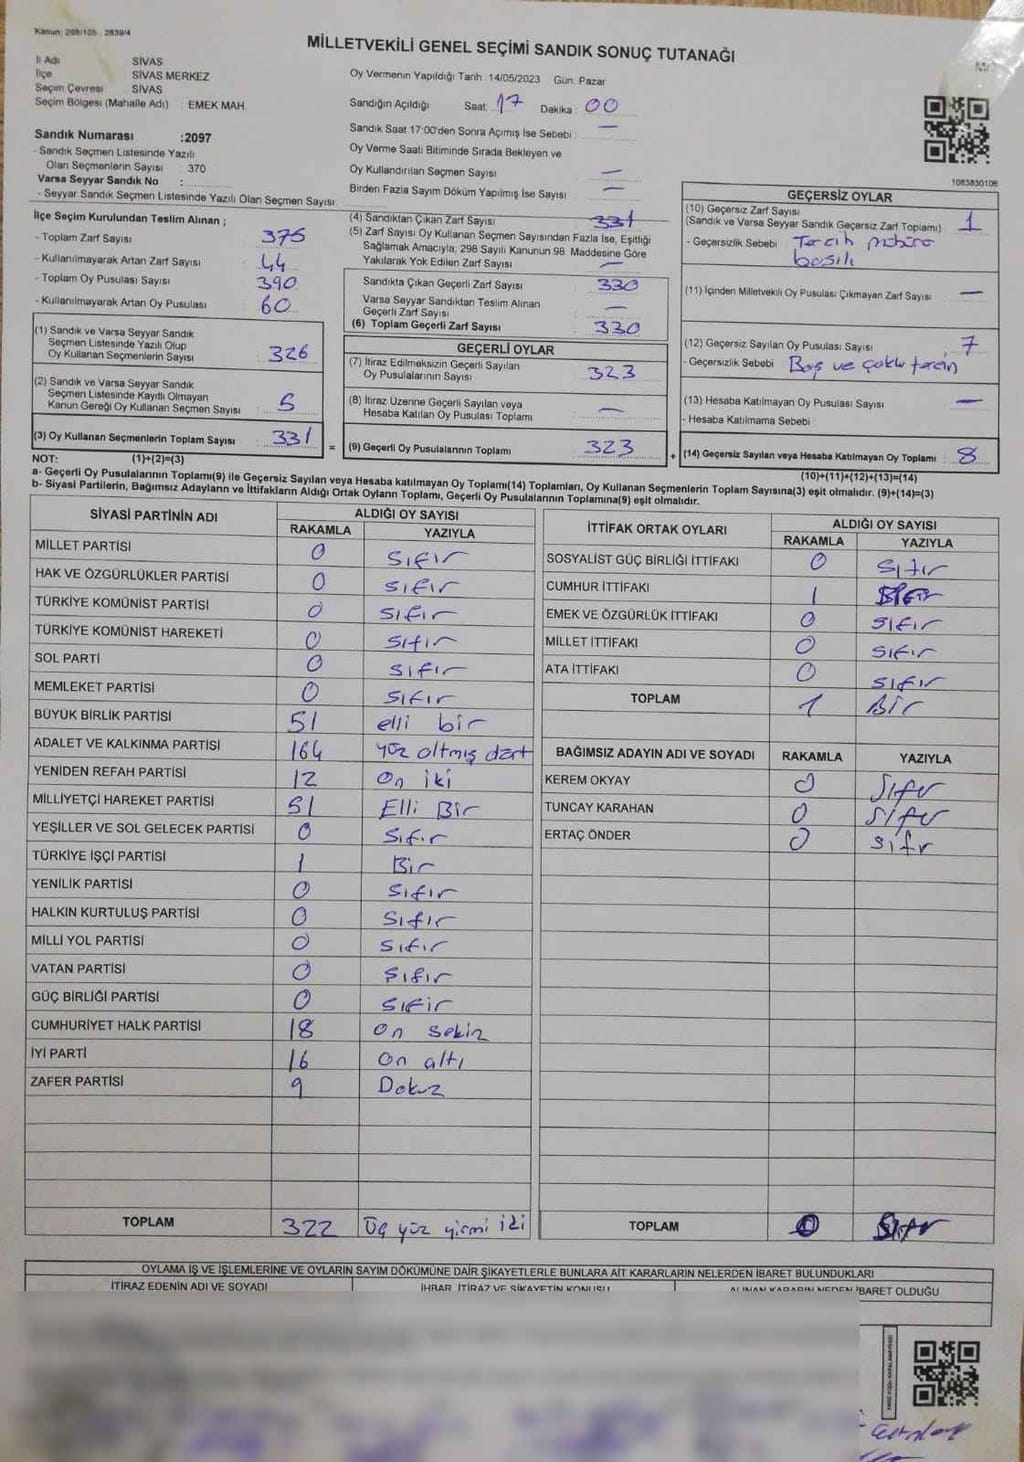 Kanun; 298/105 , 2839/4
MİLLETVEKİLİ GENEL SEÇİMİ SANDIK SONUÇ TUTANAĞI
İl Adı : SİVAS
İlçe : SİVAS MERKEZ
Seçim Çevresi : SİVAS
Seçim Bölgesi (Mahalle Adı) : EMEK MAH.
Oy Vermenin Yapıldığı Tarih :14/05/2023 Gün: Pazar
Sandığın Açıldığı Saat: 17 Dakika : 00
Sandık Saat 17:00'den Sonra Açımış İse Sebebi : —
Oy Verme Saati Bitiminde Sırada Bekleyen ve
Oy Kullandırılan Seçmen Sayısı —
Birden Fazla Sayım Döküm Yapılmış İse Sayısı —
Sandık Numarası :2097
- Sandık Seçmen Listesinde Yazılı
Olan Seçmenlerin Sayısı : 370
Varsa Seyyar Sandık No :
- Seyyar Sandık Seçmen Listesinde Yazılı Olan Seçmen Sayısı :
1083830106
İlçe Seçim Kurulundan Teslim Alınan ;
- Toplam Zarf Sayısı 375
- Kullanılmayarak Artan Zarf Sayısı 44
- Toplam Oy Pusulası Sayısı 390
- Kullanılmayarak Artan Oy Pusulası 60
(1) Sandık ve Varsa Seyyar Sandık
Seçmen Listesinde Yazılı Olup
Oy Kullanan Seçmenlerin Sayısı 326
(2) Sandık ve Varsa Seyyar Sandık
Seçmen Listesinde Kayıtlı Olmayan
Kanun Gereği Oy Kullanan Seçmen Sayısı 5
(3) Oy Kullanan Seçmenlerin Toplam Sayısı 331
(4) Sandıktan Çıkan Zarf Sayısı 331
(5) Zarf Sayısı Oy Kullanan Seçmen Sayısından Fazla İse, Eşitliği
Sağlamak Amacıyla; 298 Sayılı Kanunun 98. Maddesine Göre
Yakılarak Yok Edilen Zarf Sayısı —
Sandıkta Çıkan Geçerli Zarf Sayısı 330
Varsa Seyyar Sandıktan Teslim Alınan
Geçerli Zarf Sayısı —
(6) Toplam Geçerli Zarf Sayısı 330
GEÇERLİ OYLAR
(7) İtiraz Edilmeksizin Geçerli Sayılan
Oy Pusulalarının Sayısı 323
(8) İtiraz Üzerine Geçerli Sayılan veya
Hesaba Katılan Oy Pusulası Toplamı —
= (9) Geçerli Oy Pusulalarının Toplamı 323
GEÇERSİZ OYLAR
(10) Geçersiz Zarf Sayısı
(Sandık ve Varsa Seyyar Sandık Geçersiz Zarf Toplamı) 1
- Geçersizlik Sebebi : Tercih mührü
basılı
(11) İçinden Milletvekili Oy Pusulası Çıkmayan Zarf Sayısı —
(12) Geçersiz Sayılan Oy Pusulası Sayısı 7
- Geçersizlik Sebebi : Boş ve çoklu tercih
(13) Hesaba Katılmayan Oy Pusulası Sayısı —
- Hesaba Katılmama Sebebi :
+ (14) Geçersiz Sayılan veya Hesaba Katılmayan Oy Toplamı : 8
NOT: (1)+(2)=(3) (10)+(11)+(12)+(13)=(14)
a- Geçerli Oy Pusulalarının Toplamı(9) ile Geçersiz Sayılan veya Hesaba katılmayan Oy Toplamı(14) Toplamları, Oy Kullanan Seçmenlerin Toplam Sayısına(3) eşit olmalıdır. (9)+(14)=(3)
b- Siyasi Partilerin, Bağımsız Adayların ve İttifakların Aldığı Ortak Oyların Toplamı, Geçerli Oy Pusulalarının Toplamına(9) eşit olmalıdır.
SİYASİ PARTİNİN ADI ALDIĞI OY SAYISI
RAKAMLA YAZIYLA
MİLLET PARTİSİ 0 sıfır
HAK VE ÖZGÜRLÜKLER PARTİSİ 0 sıfır
TÜRKİYE KOMÜNİST PARTİSİ 0 sıfır
TÜRKİYE KOMÜNİST HAREKETİ 0 sıfır
SOL PARTİ 0 sıfır
MEMLEKET PARTİSİ 0 sıfır
BÜYÜK BİRLİK PARTİSİ 51 elli bir
ADALET VE KALKINMA PARTİSİ 164 yüz altmış dört
YENİDEN REFAH PARTİSİ 12 On iki
MİLLİYETÇİ HAREKET PARTİSİ 51 Elli Bir
YEŞİLLER VE SOL GELECEK PARTİSİ 0 Sıfır
TÜRKİYE İŞÇİ PARTİSİ 1 Bir
YENİLİK PARTİSİ 0 sıfır
HALKIN KURTULUŞ PARTİSİ 0 Sıfır
MİLLİ YOL PARTİSİ 0 sıfır
VATAN PARTİSİ 0 sıfır
GÜÇ BİRLİĞİ PARTİSİ 0 sıfir
CUMHURİYET HALK PARTİSİ 18 On sekiz
İYİ PARTİ 16 On altı
ZAFER PARTİSİ 9 Dokuz
TOPLAM 322 Üç yüz yirmi iki
İTTİFAK ORTAK OYLARI ALDIĞI OY SAYISI
RAKAMLA YAZIYLA
SOSYALİST GÜÇ BİRLİĞİ İTTİFAKI 0 sıfır
CUMHUR İTTİFAKI 1
EMEK VE ÖZGÜRLÜK İTTİFAKI 0 sıfır
MİLLET İTTİFAKI 0 sıfır
ATA İTTİFAKI 0 sıfır
TOPLAM 1 Bir
BAĞIMSIZ ADAYIN ADI VE SOYADI RAKAMLA YAZIYLA
KEREM OKYAY 0 Sıfır
TUNCAY KARAHAN 0 sıfır
ERTAÇ ÖNDER 0 sıfır
TOPLAM 0 Sıfır
OYLAMA İŞ VE İŞLEMLERİNE VE OYLARIN SAYIM DÖKÜMÜNE DAİR ŞİKAYETLERLE BUNLARA AİT KARARLARIN NELERDEN İBARET BULUNDUKLARI
İTİRAZ EDENİN ADI VE SOYADI İHBAR, İTİRAZ VE ŞİKAYETİN KONUSU ALINAN KARARIN NEDEN İBARET OLDUĞU